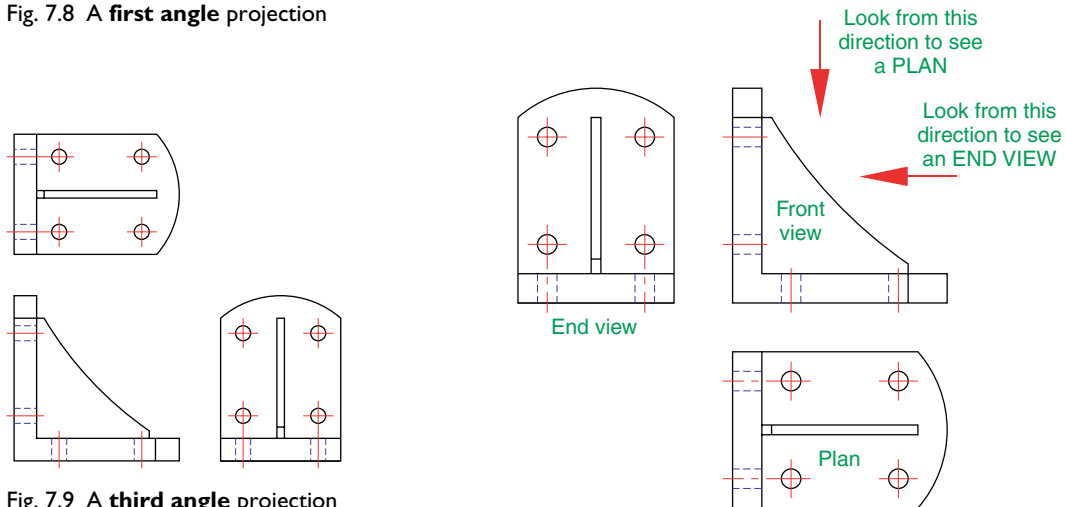 Fig. 7.8 A first angle projection
Look from this
direction to see
a PLAN
Look from this
direction to see
an END VIEW
Front
view
End view
Plan
Fig. 7.9 A third angle projection